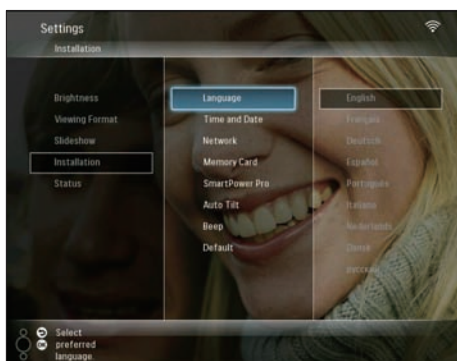 Settings
Installation
Brightness
Viewing Format
Slideshow
Installation
Status
Language
Time and Date
Network
Memory Card
SmartPower Pro
Auto Tilt
Beep
Default
English
Français
Deutsch
Español
Português
Italiano
Nederlands
Dansk
русский
Select
preferred
language.